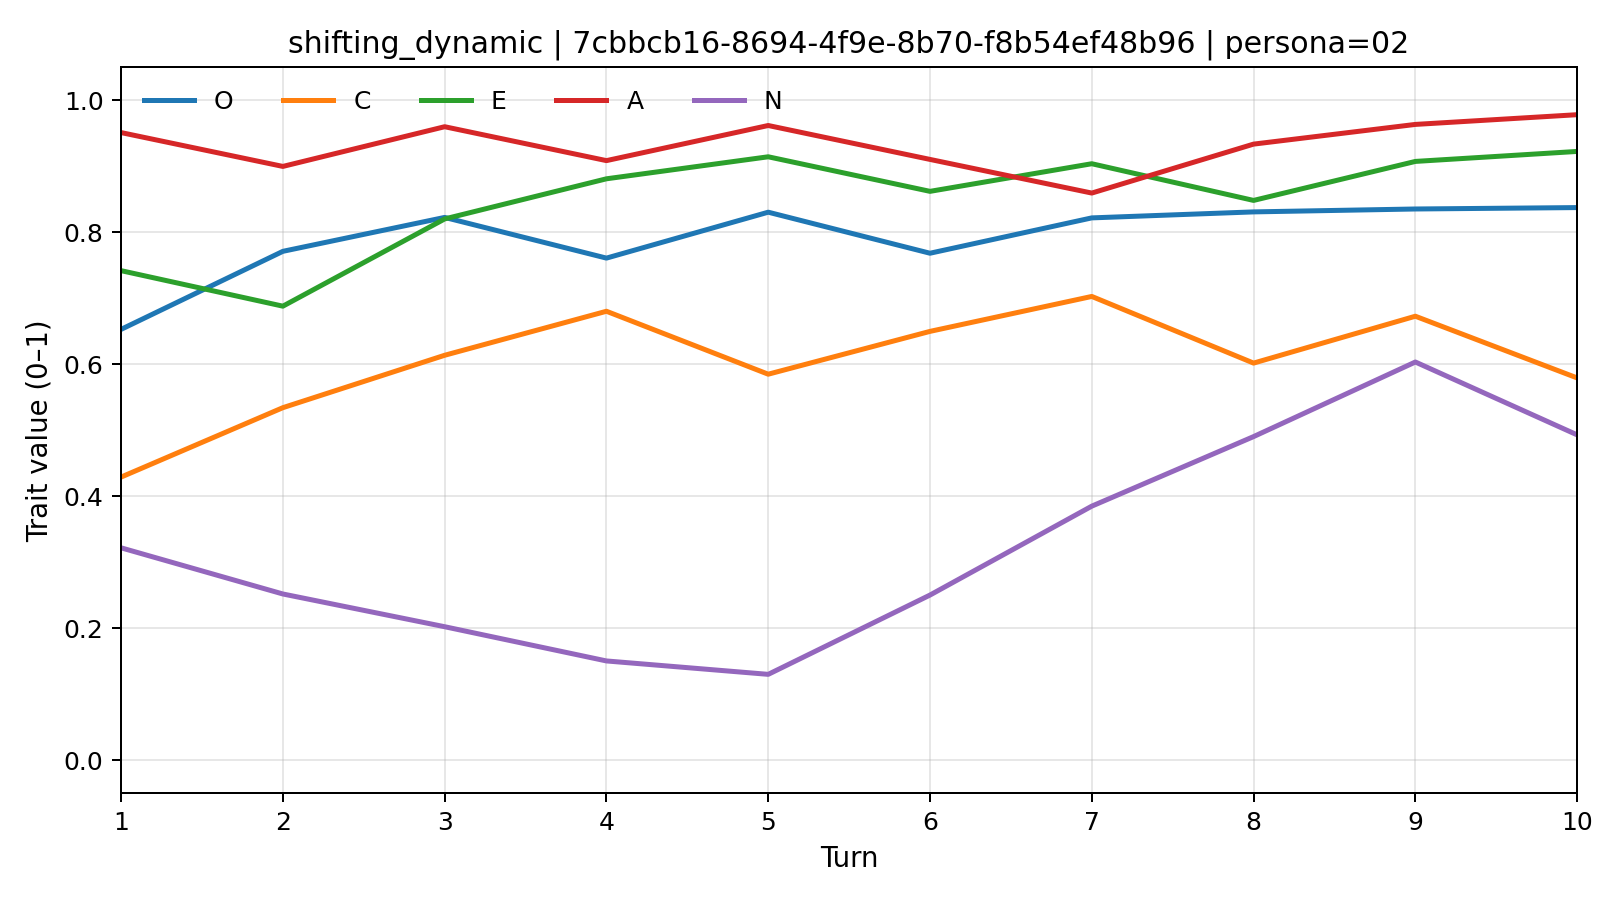 shifting_dynamic | 7cbbcb16-8694-4f9e-8b70-f8b54ef48b96 | persona=02
O C E A N
1.0
0.8
0.6
0.4
0.2
0.0
Trait value (0–1)
1 2 3 4 5 6 7 8 9 10
Turn